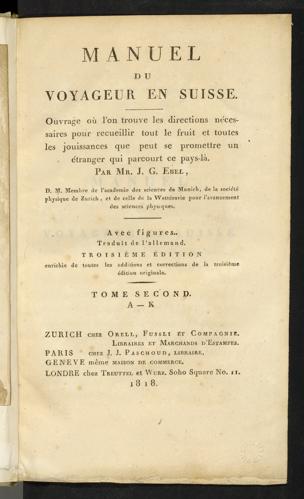 MANUEL
DU
VOYAGEUR EN SUISSE.
Ouvrage où l'on trouve les directions néces-
saires pour recueillir tout le fruit et toutes
les jouissances que peut se promettre un
étranger qui parcourt ce pays-là.
PAR MR. J. G. EBEL,
D. M. Membre de l'academie des sciences de Munich, de la société
physique de Zurich, et de celle de la Wettéravie pour l'avancement
des sciences physiques.
Avec figures.
Traduit de l'allemand.
TROISIÈME ÉDITION
enrichie de toutes les additions et corrections de la troisième
édition originale.
TOME SECOND.
A — K
ZURICH CHEZ ORELL, FUSSLI ET COMPAGNIE,
LIBRAIRES ET MARCHANDS D'ESTAMPES.
PARIS CHEZ J. J. PASCHOUD, LIBRAIRE,
GENEVE même MAISON DE COMMERCE,
LONDRE chez TREUTTEL et WURZ. Soho Square No. 11.
1818.